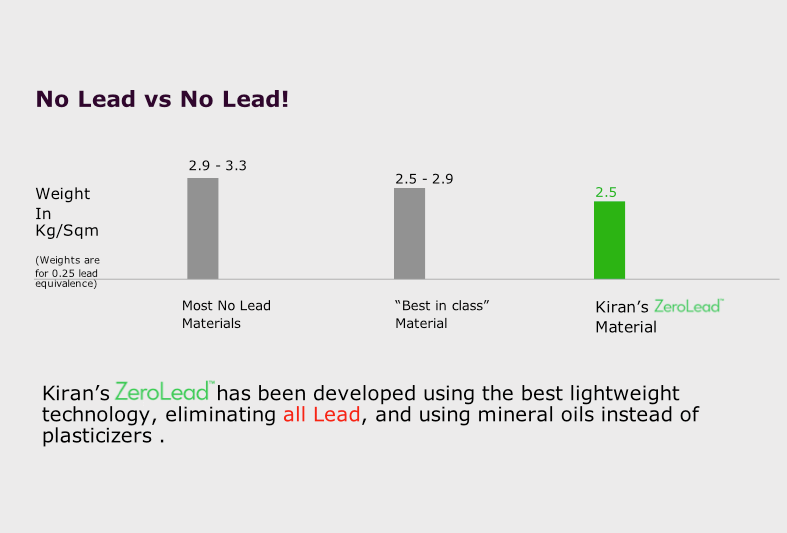 No Lead vs No Lead!
2.9 - 3.3
2.5 - 2.9
2.5
Weight
In
Kg/Sqm
(Weights are
for 0.25 lead
equivalence)
Most No Lead
Materials
“Best in class”
Material
Kiran’s ZeroLead™
Material
Kiran’s ZeroLead™ has been developed using the best lightweight
technology, eliminating all Lead, and using mineral oils instead of
plasticizers .